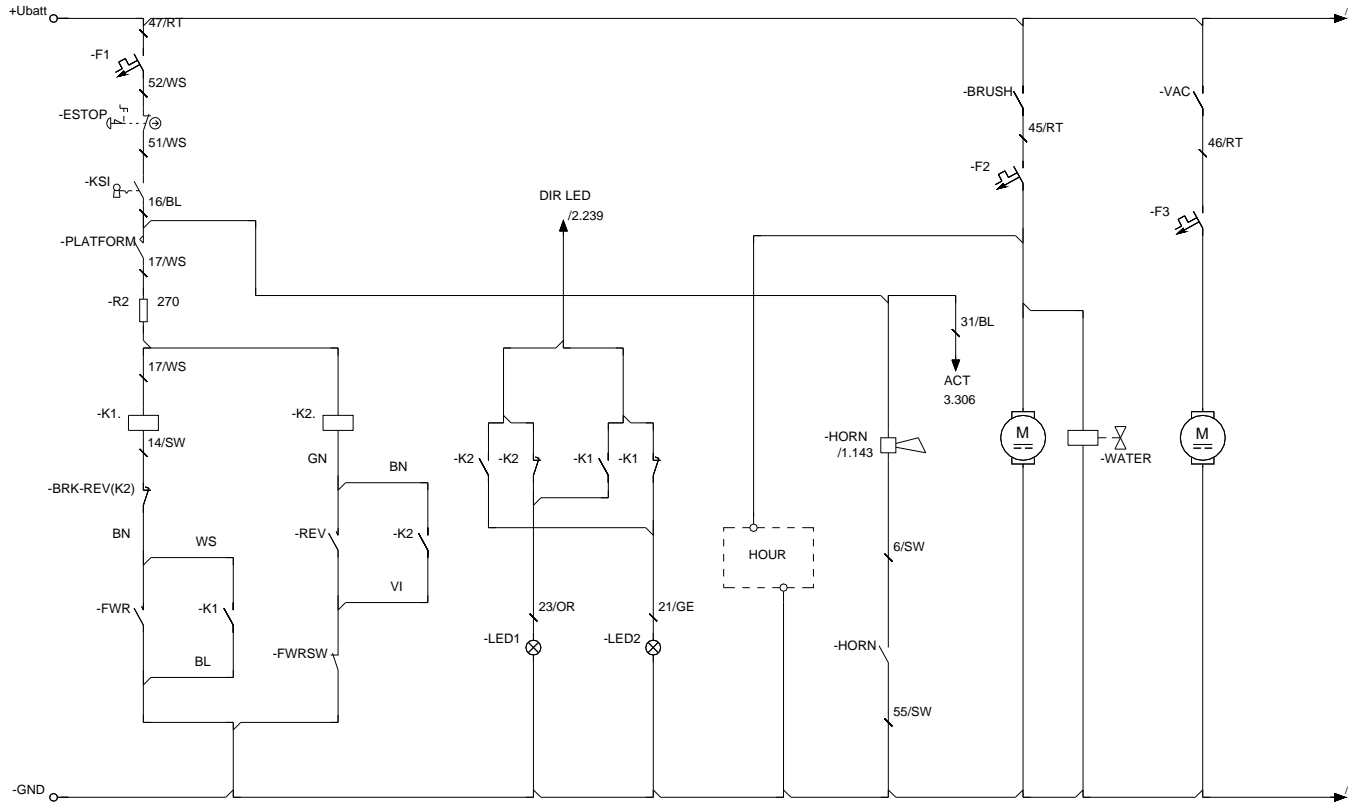 +Ubatt
47/RT
/
-F1
52/WS
-ESTOP
51/WS
-KSI
16/BL
-PLATFORM
17/WS
-R2 270
17/WS
-K1.
-K2.
14/SW
GN
BN
-BRK-REV(K2)
BN
WS
-REV
-K2
VI
-FWR
-K1
BL
-FWRSW
DIR LED
/2.239
-K2
-K2
-K1
-K1
23/OR
21/GE
-LED1
-LED2
HOUR
31/BL
ACT
3.306
-HORN
/1.143
6/SW
-HORN
55/SW
-BRUSH
45/RT
-F2
M
-WATER
-VAC
46/RT
-F3
M
-GND
/